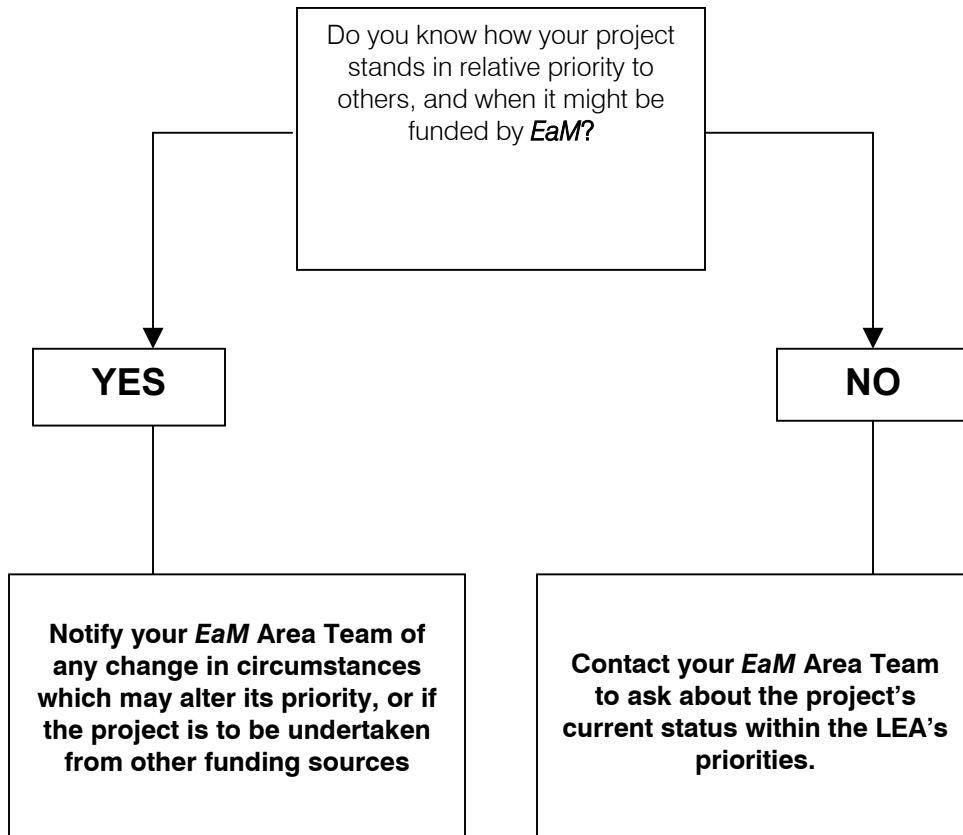 Do you know how your project
stands in relative priority to
others, and when it might be
funded by EaM?
YES
NO
Notify your EaM Area Team of
any change in circumstances
which may alter its priority, or if
the project is to be undertaken
from other funding sources
Contact your EaM Area Team
to ask about the project's
current status within the LEA's
priorities.